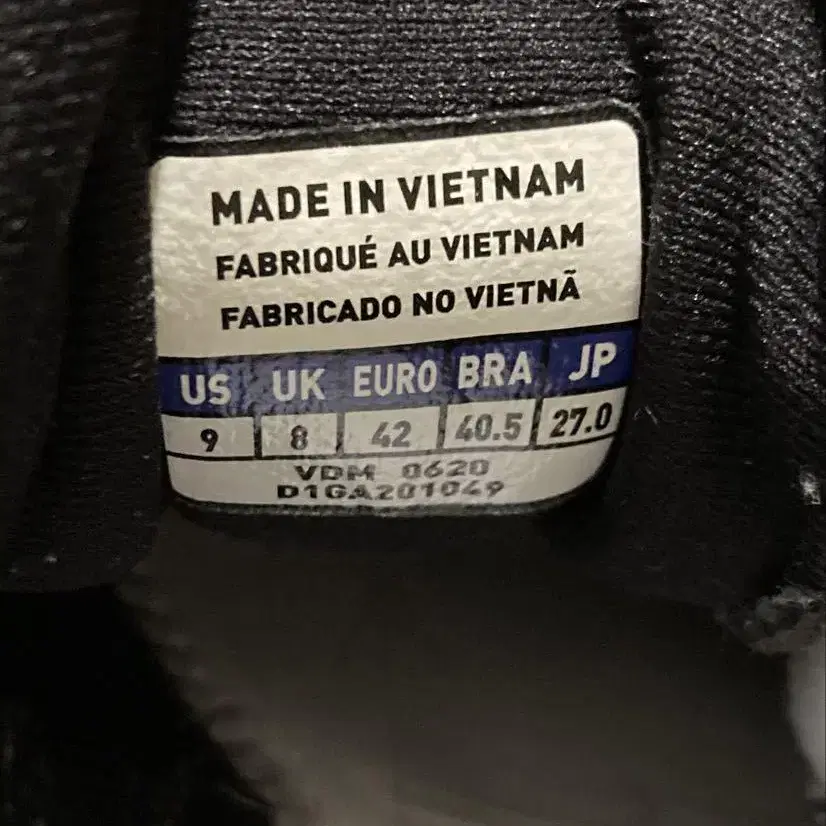 MADE IN VIETNAM
FABRIQUÉ AU VIETNAM
FABRICADO NO VIETNÃ
US UK EURO BRA JP
9 8 42 40.5 27.0
VDM 0620
D1GA201049